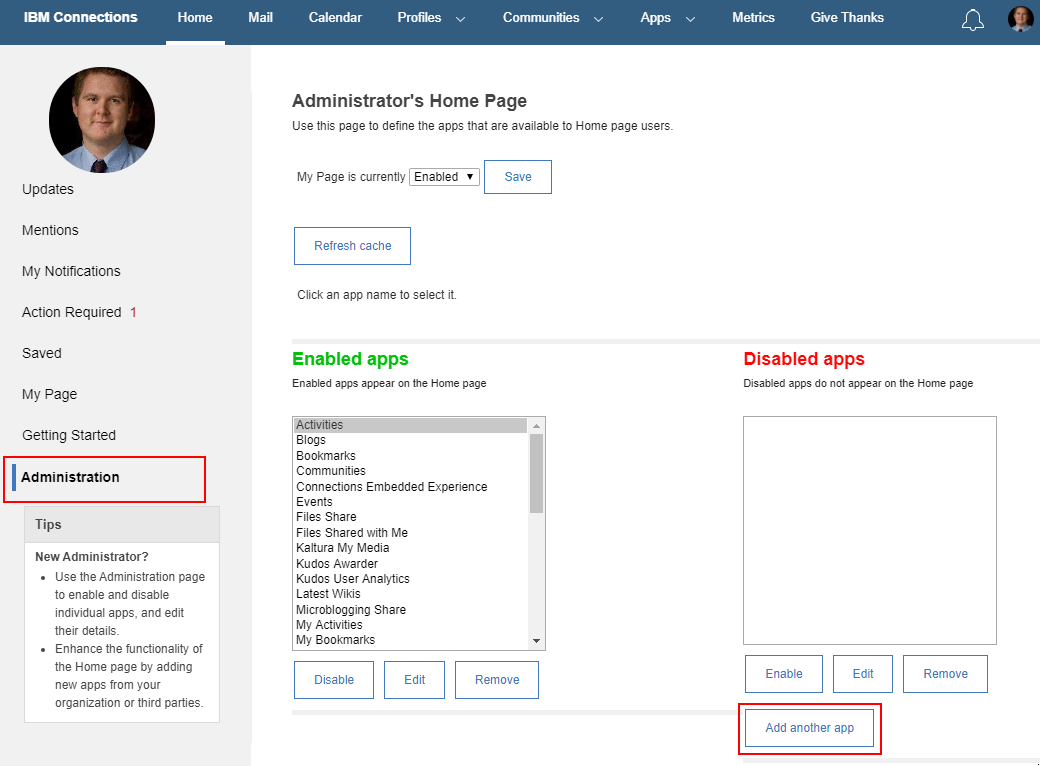 IBM Connections Home Mail Calendar Profiles Communities Apps Metrics Give Thanks
Updates
Mentions
My Notifications
Action Required 1
Saved
My Page
Getting Started
Administration
Tips
New Administrator?
• Use the Administration page
to enable and disable
individual apps, and edit
their details.
• Enhance the functionality of
the Home page by adding
new apps from your
organization or third parties.
Administrator's Home Page
Use this page to define the apps that are available to Home page users.
My Page is currently Enabled Save
Refresh cache
Click an app name to select it.
Enabled apps
Enabled apps appear on the Home page
Activities
Blogs
Bookmarks
Communities
Connections Embedded Experience
Events
Files Share
Files Shared with Me
Kaltura My Media
Kudos Awarder
Kudos User Analytics
Latest Wikis
Microblogging Share
My Activities
My Bookmarks
Disable Edit Remove
Disabled apps
Disabled apps do not appear on the Home page
Enable Edit Remove
Add another app